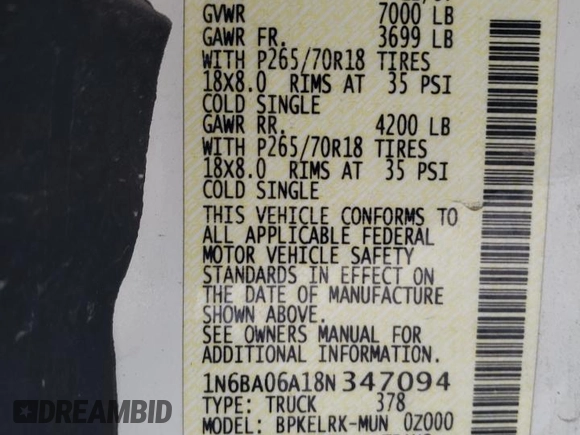 GVWR 7000 LB
GAWR FR. 3699 LB
WITH P265/70R18 TIRES
18X8.0 RIMS AT 35 PSI
COLD SINGLE
GAWR RR. 4200 LB
WITH P265/70R18 TIRES
18X8.0 RIMS AT 35 PSI
COLD SINGLE
THIS VEHICLE CONFORMS TO
ALL APPLICABLE FEDERAL
MOTOR VEHICLE SAFETY
STANDARDS IN EFFECT ON
THE DATE OF MANUFACTURE
SHOWN ABOVE.
SEE OWNERS MANUAL FOR
ADDITIONAL INFORMATION.
1N6BA06A18N347094
TYPE: TRUCK 378
MODEL: BPKELRK-MUN 0Z000
DREAMBID